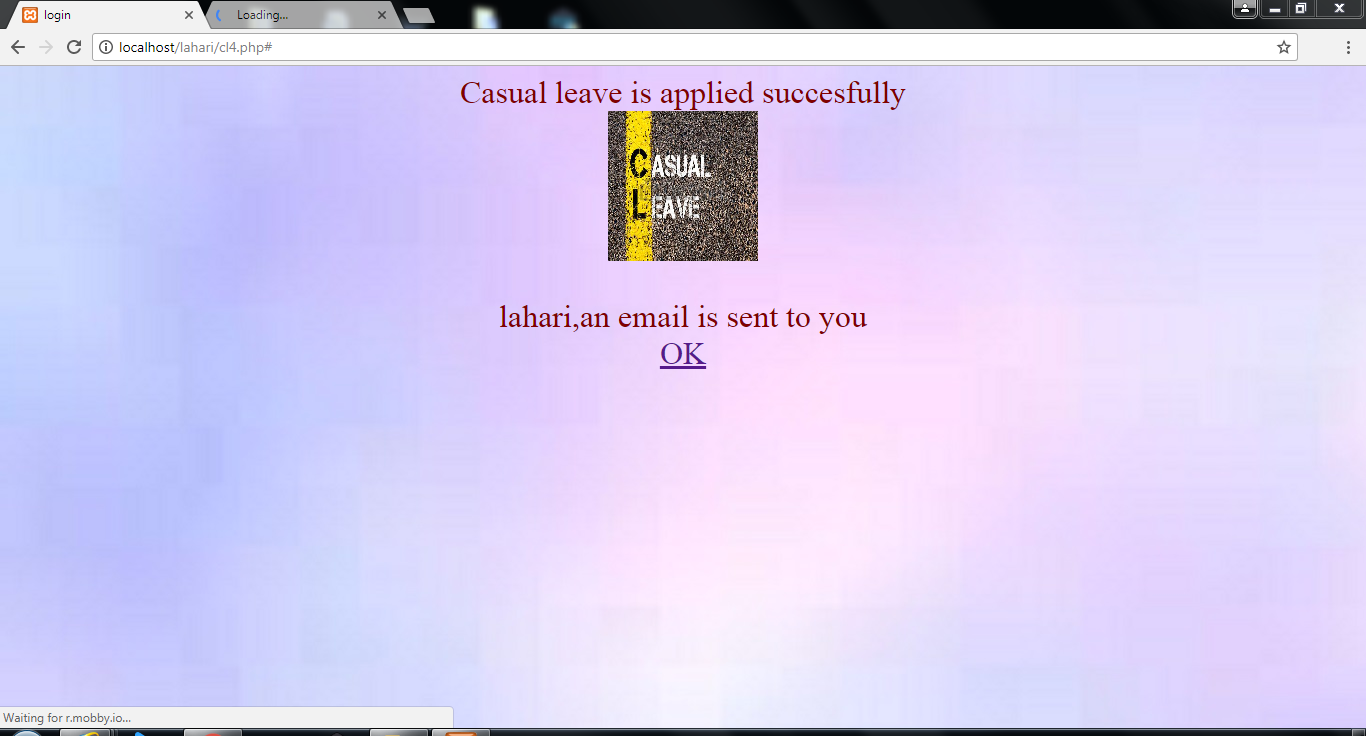 login
Loading...
localhost/lahari/cl4.php#
Casual leave is applied succesfully
CASUAL
LEAVE
lahari,an email is sent to you
OK
Waiting for r.mobby.io...